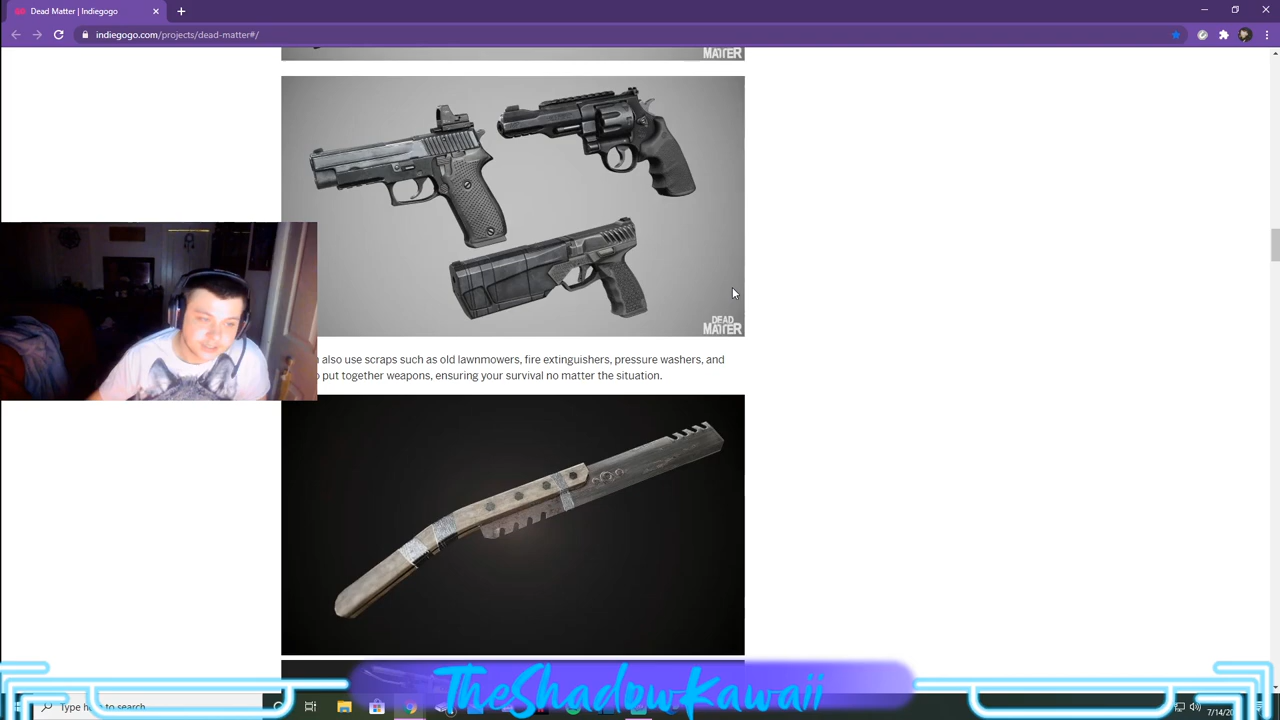 Dead Matter | Indiegogo
indiegogo.com/projects/dead-matter#/
MATTER
DEAD
MATTER
also use scraps such as old lawnmowers, fire extinguishers, pressure washers, and
put together weapons, ensuring your survival no matter the situation.
TheShadowKawaii
Type here to search
7/14/20